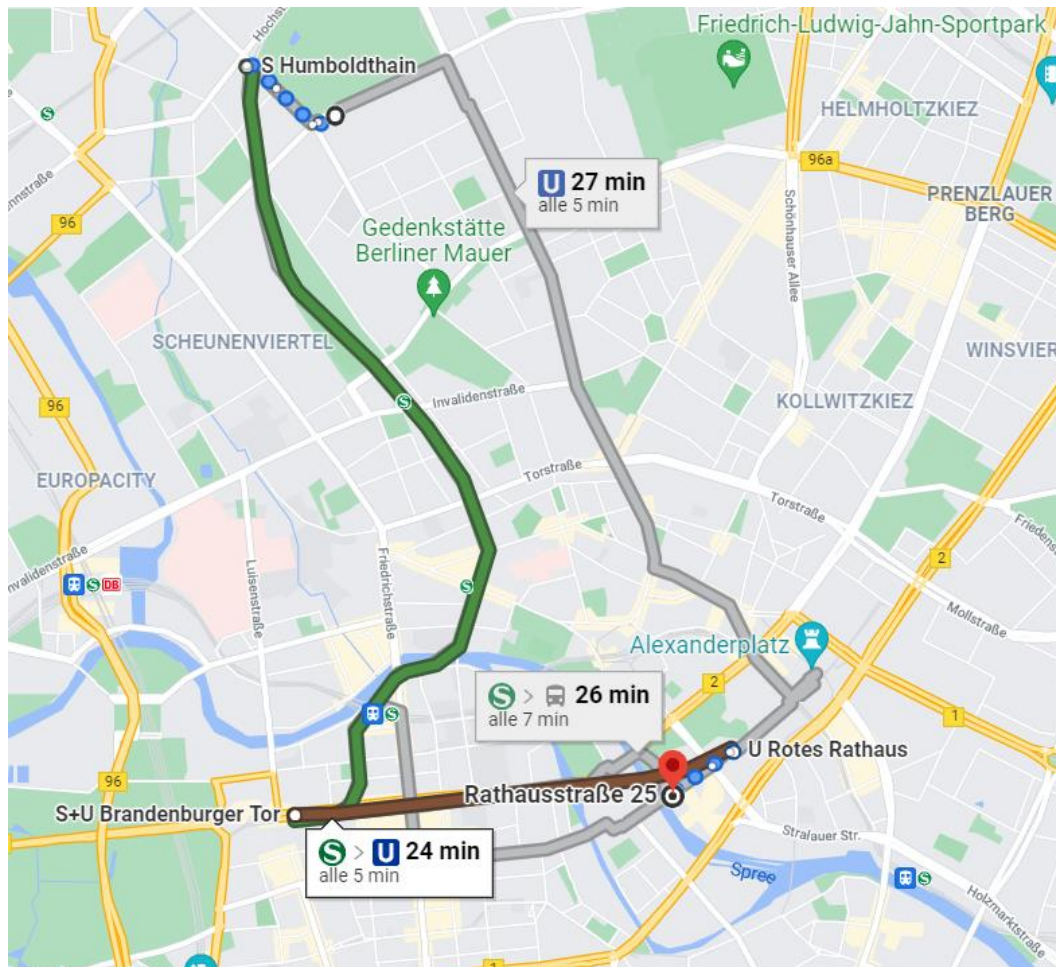 Hochst
Friedrich-Ludwig-Jahn-Sportpark
S Humboldthain
S
HELMHOLTZKIEZ
96a
U 27 min
alle 5 min
PRENZLAUER
BERG
Schönhauser Allee
96
Gedenkstätte
Berliner Mauer
SCHEUNENVIERTEL
WINSVIER
96
Invalidenstraße
S
KOLLWITZKIEZ
EUROPACITY
Torstraße
Torstraße
Friedens
Invalidenstraße
Luisenstraße
Friedrichstraße
S
2
S DB
Mollstraße
Alexanderplatz
S > 26 min
alle 7 min
2
S
1
U Rotes Rathaus
96
Rathausstraße 25
S+U Brandenburger Tor
Stralauer Str.
S > U 24 min
alle 5 min
Spree
S
Holzmarktstraße
1